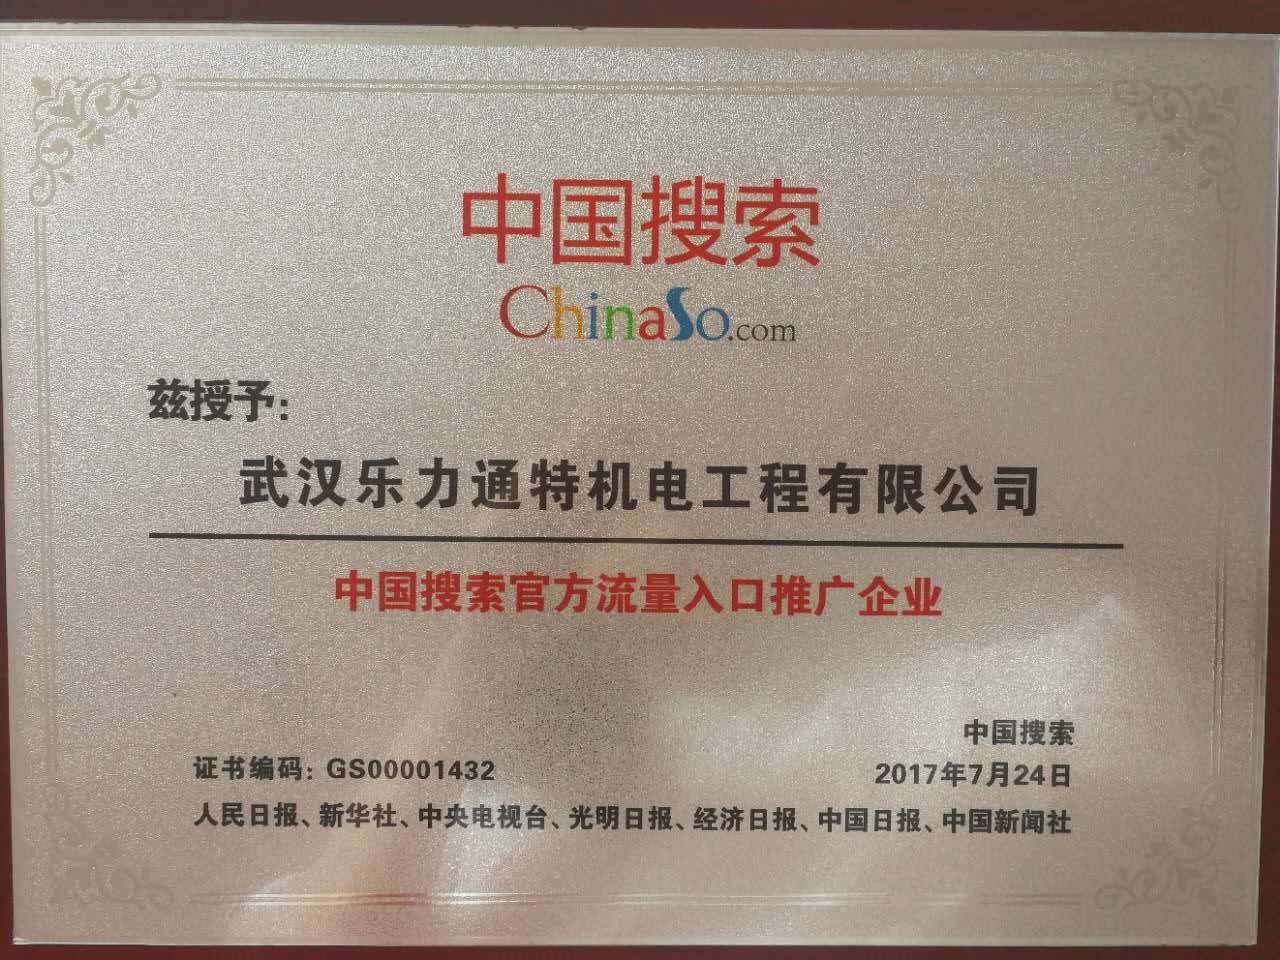 中国搜索
ChinaSo.com
兹授予：
武汉乐力通特机电工程有限公司
中国搜索官方流量入口推广企业
中国搜索
证书编码：GS00001432
2017年7月24日
人民日报、新华社、中央电视台、光明日报、经济日报、中国日报、中国新闻社